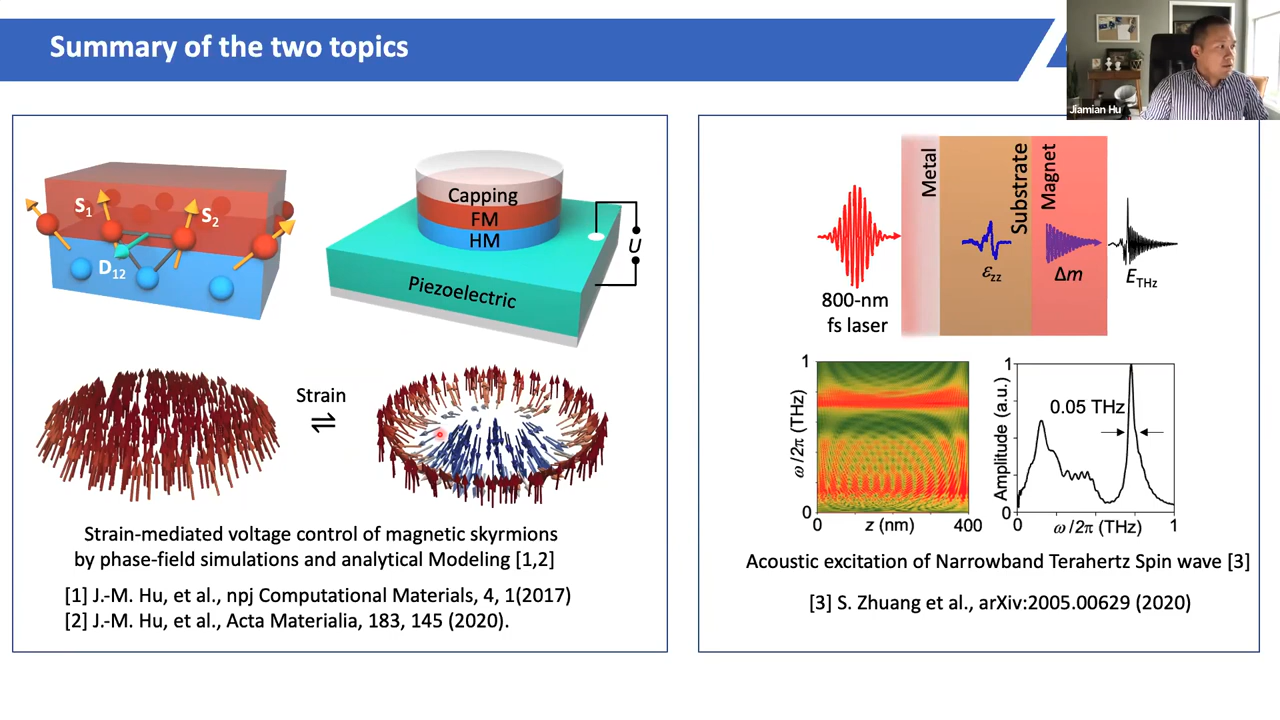 Summary of the two topics
Jiamian Hu
S1
S2
D12
Capping
FM
HM
U
Piezoelectric
Strain
Strain-mediated voltage control of magnetic skyrmions
by phase-field simulations and analytical Modeling [1,2]
[1] J.-M. Hu, et al., npj Computational Materials, 4, 1(2017)
[2] J.-M. Hu, et al., Acta Materialia, 183, 145 (2020).
Metal
Substrate
Magnet
800-nm
fs laser
εzz
Δm
ETHz
1
ω/2π (THz)
0
0
z (nm)
400
1
Amplitude (a.u.)
0.05 THz
0
0
ω/2π (THz)
1
Acoustic excitation of Narrowband Terahertz Spin wave [3]
[3] S. Zhuang et al., arXiv:2005.00629 (2020)